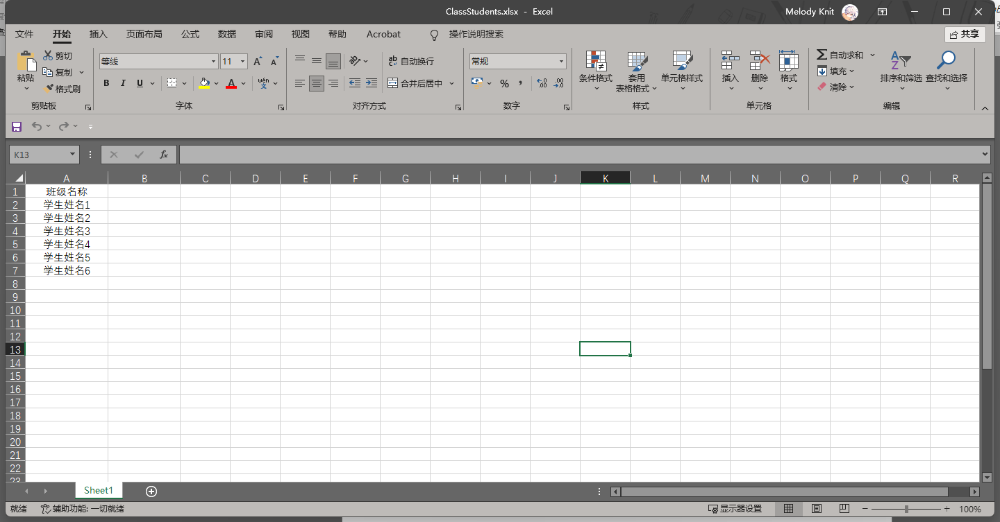 ClassStudents.xlsx - Excel
Melody Knit
文件 开始 插入 页面布局 公式 数据 审阅 视图 帮助 Acrobat 操作说明搜索 共享
粘贴
剪切
复制
格式刷
剪贴板
等线 11
B I U A wén 文
字体
ab c 自动换行
合并后居中
对齐方式
常规
% , .00 .00
数字
条件格式
套用
表格格式
单元格样式
样式
插入 删除 格式
单元格
自动求和
填充
清除
排序和筛选 查找和选择
编辑
K13 fx
A B C D E F G H I J K L M N O P Q R
1 班级名称
2 学生姓名1
3 学生姓名2
4 学生姓名3
5 学生姓名4
6 学生姓名5
7 学生姓名6
8
9
10
11
12
13
14
15
16
17
18
19
20
21
22
23
Sheet1
就绪 辅助功能: 一切就绪 显示器设置 100%